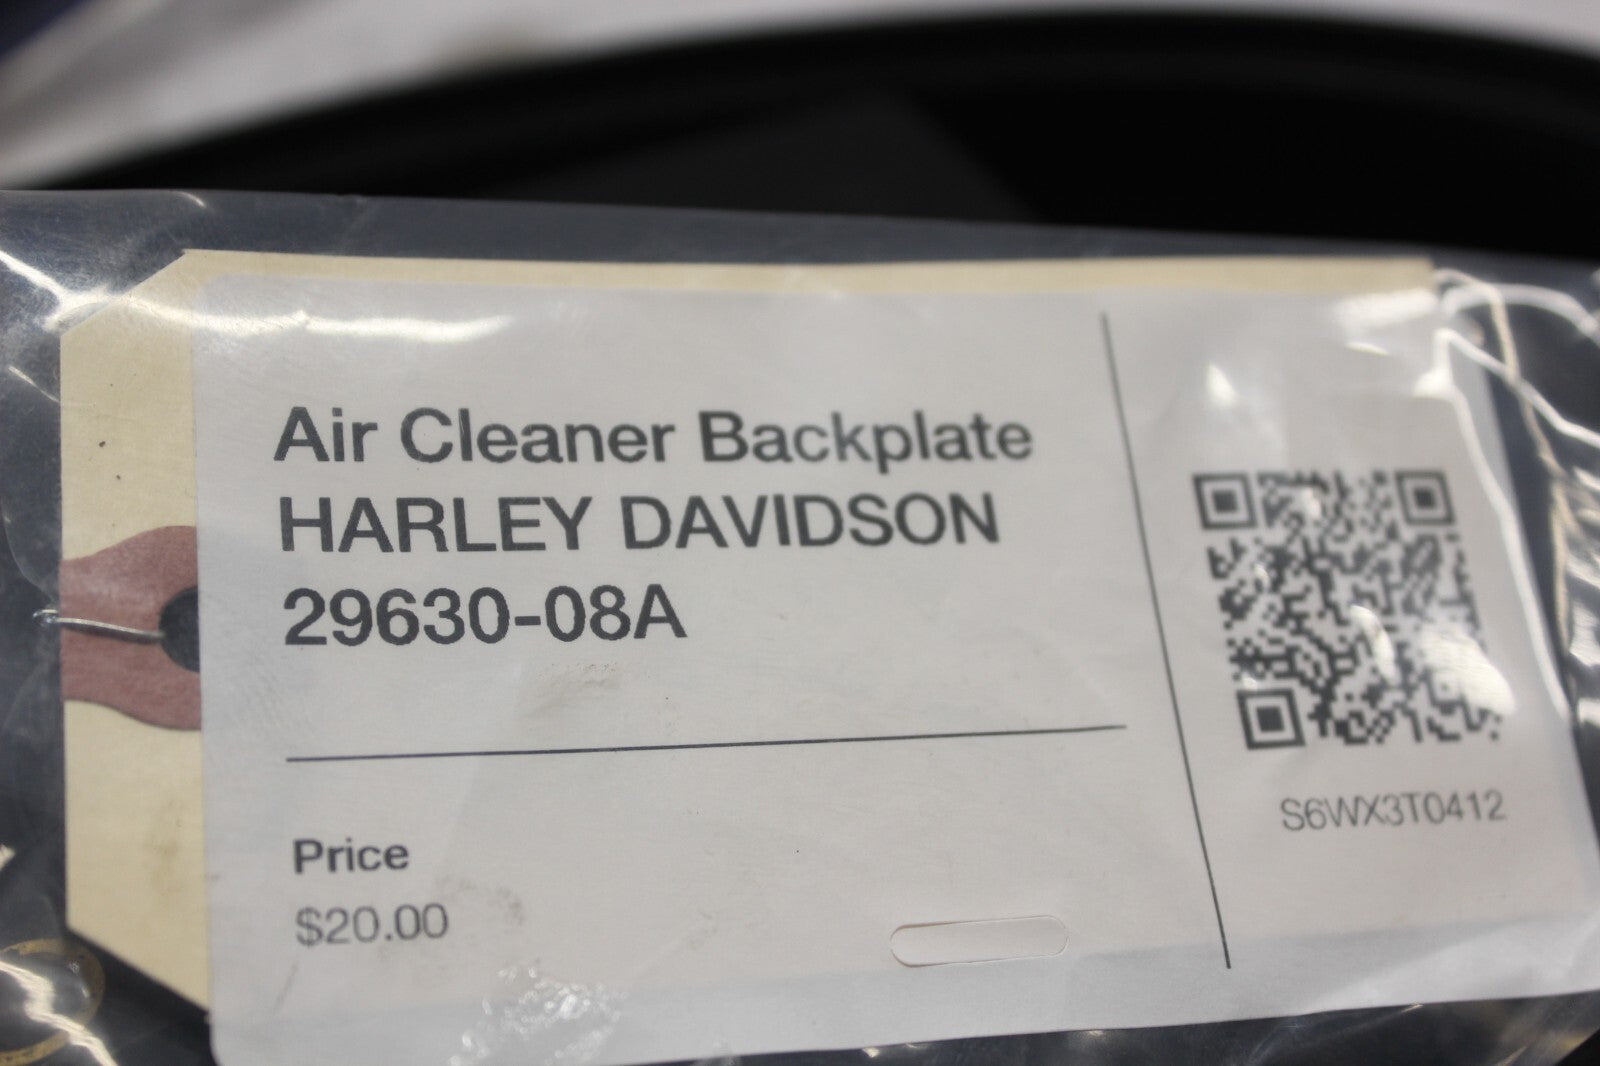 Air Cleaner Backplate
HARLEY DAVIDSON
29630-08A
Price
$20.00
S6WX3T0412